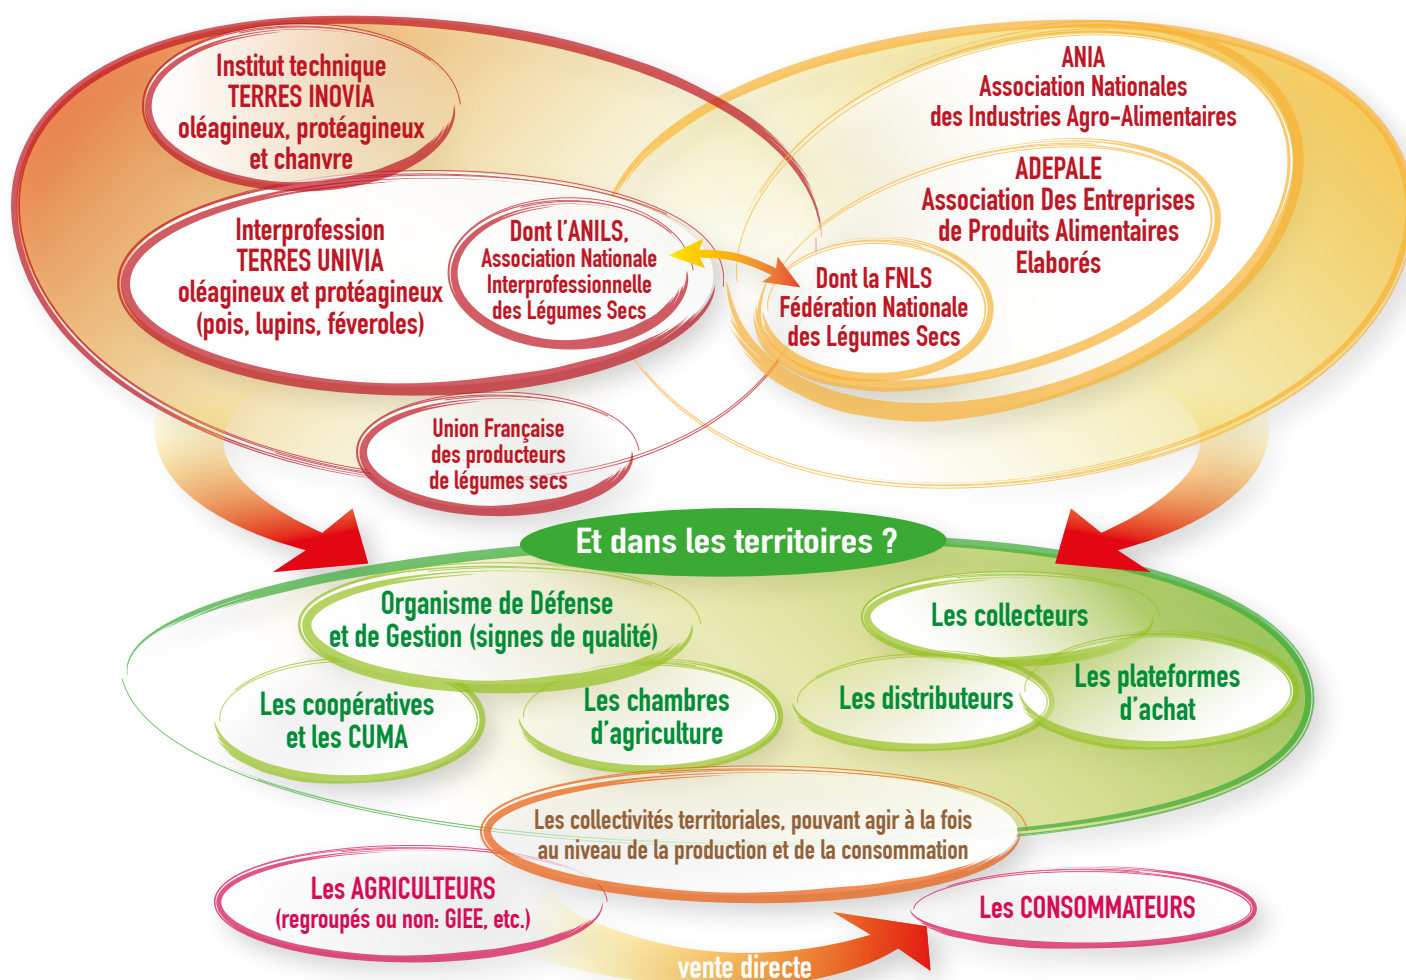 Institut technique
TERRES INOVIA
oléagineux, protéagineux
et chanvre
Interprofession
TERRES UNIVIA
oléagineux et protéagineux
(pois, lupins, féveroles)
Dont l'ANILS,
Association Nationale
Interprofessionnelle
des Légumes Secs
Union Française
des producteurs
de légumes secs
ANIA
Association Nationales
des Industries Agro-Alimentaires
ADEPALE
Association Des Entreprises
de Produits Alimentaires
Elaborés
Dont la FNLS
Fédération Nationale
des Légumes Secs
Et dans les territoires ?
Organisme de Défense
et de Gestion (signes de qualité)
Les coopératives
et les CUMA
Les chambres
d'agriculture
Les collecteurs
Les distributeurs
Les plateformes
d'achat
Les collectivités territoriales, pouvant agir à la fois
au niveau de la production et de la consommation
Les AGRICULTEURS
(regroupés ou non: GIEE, etc.)
Les CONSOMMATEURS
vente directe